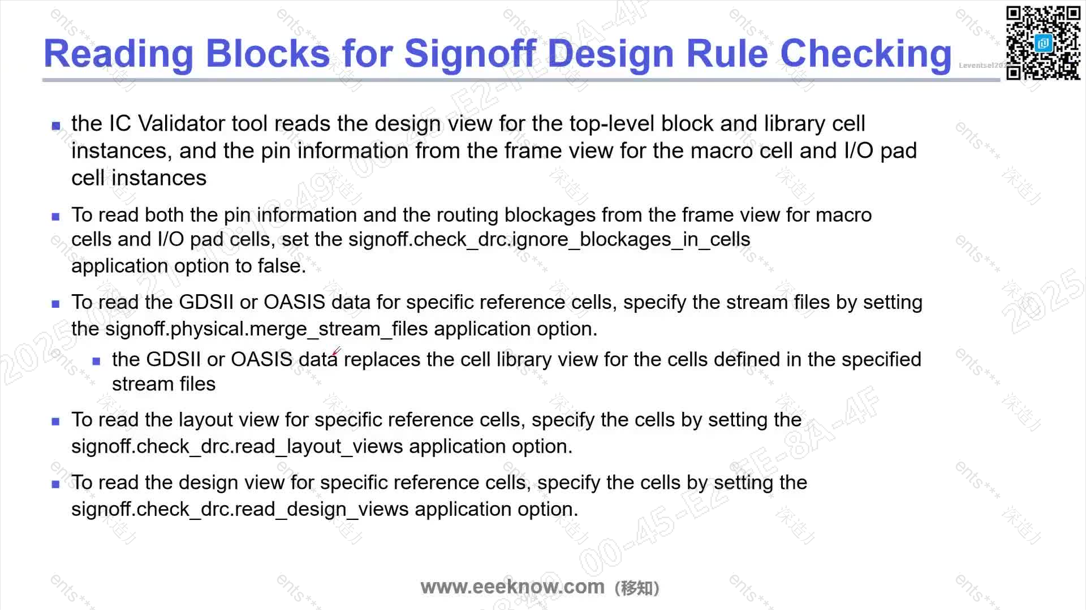 Reading Blocks for Signoff Design Rule Checking
the IC Validator tool reads the design view for the top-level block and library cell
instances, and the pin information from the frame view for the macro cell and I/O pad
cell instances
To read both the pin information and the routing blockages from the frame view for macro
cells and I/O pad cells, set the signoff.check_drc.ignore_blockages_in_cells
application option to false.
To read the GDSII or OASIS data for specific reference cells, specify the stream files by setting
the signoff.physical.merge_stream_files application option.
the GDSII or OASIS data replaces the cell library view for the cells defined in the specified
stream files
To read the layout view for specific reference cells, specify the cells by setting the
signoff.check_drc.read_layout_views application option.
To read the design view for specific reference cells, specify the cells by setting the
signoff.check_drc.read_design_views application option.
www.eeeknow.com（移知）